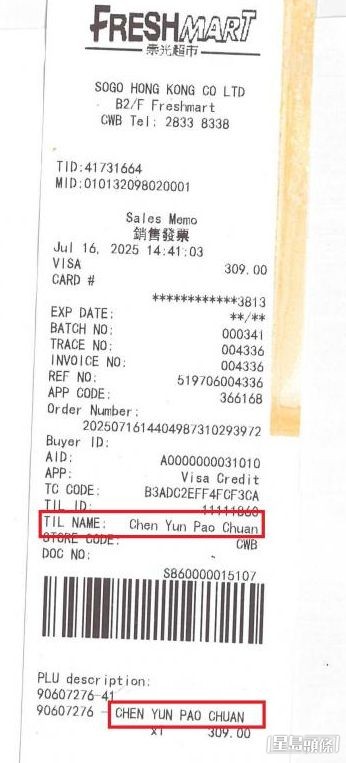 FRESHMART
崇光超市
SOGO HONG KONG CO LTD
B2/F Freshmart
CWB Tel: 2833 8338
TID:41731664
MID:010132098020001
Sales Memo
銷售發票
Jul 16, 2025 14:41:03
VISA 309.00
CARD #
************3813
EXP DATE: **/**
BATCH NO: 000341
TRACE NO: 004336
INVOICE NO: 004336
REF NO: 519706004336
APP CODE: 366168
Order Number:
2025071614404987310293972
Buyer ID:
AID: A0000000031010
APP: Visa Credit
TC CODE: B3ADC2EFF4FCF3CA
TIL ID: 11111860
TIL NAME: Chen Yun Pao Chuan
STORE CODE: CWB
DOC NO:
S860000015107
PLU description:
90607276-41
90607276 - CHEN YUN PAO CHUAN
x1 309.00
星島頭條